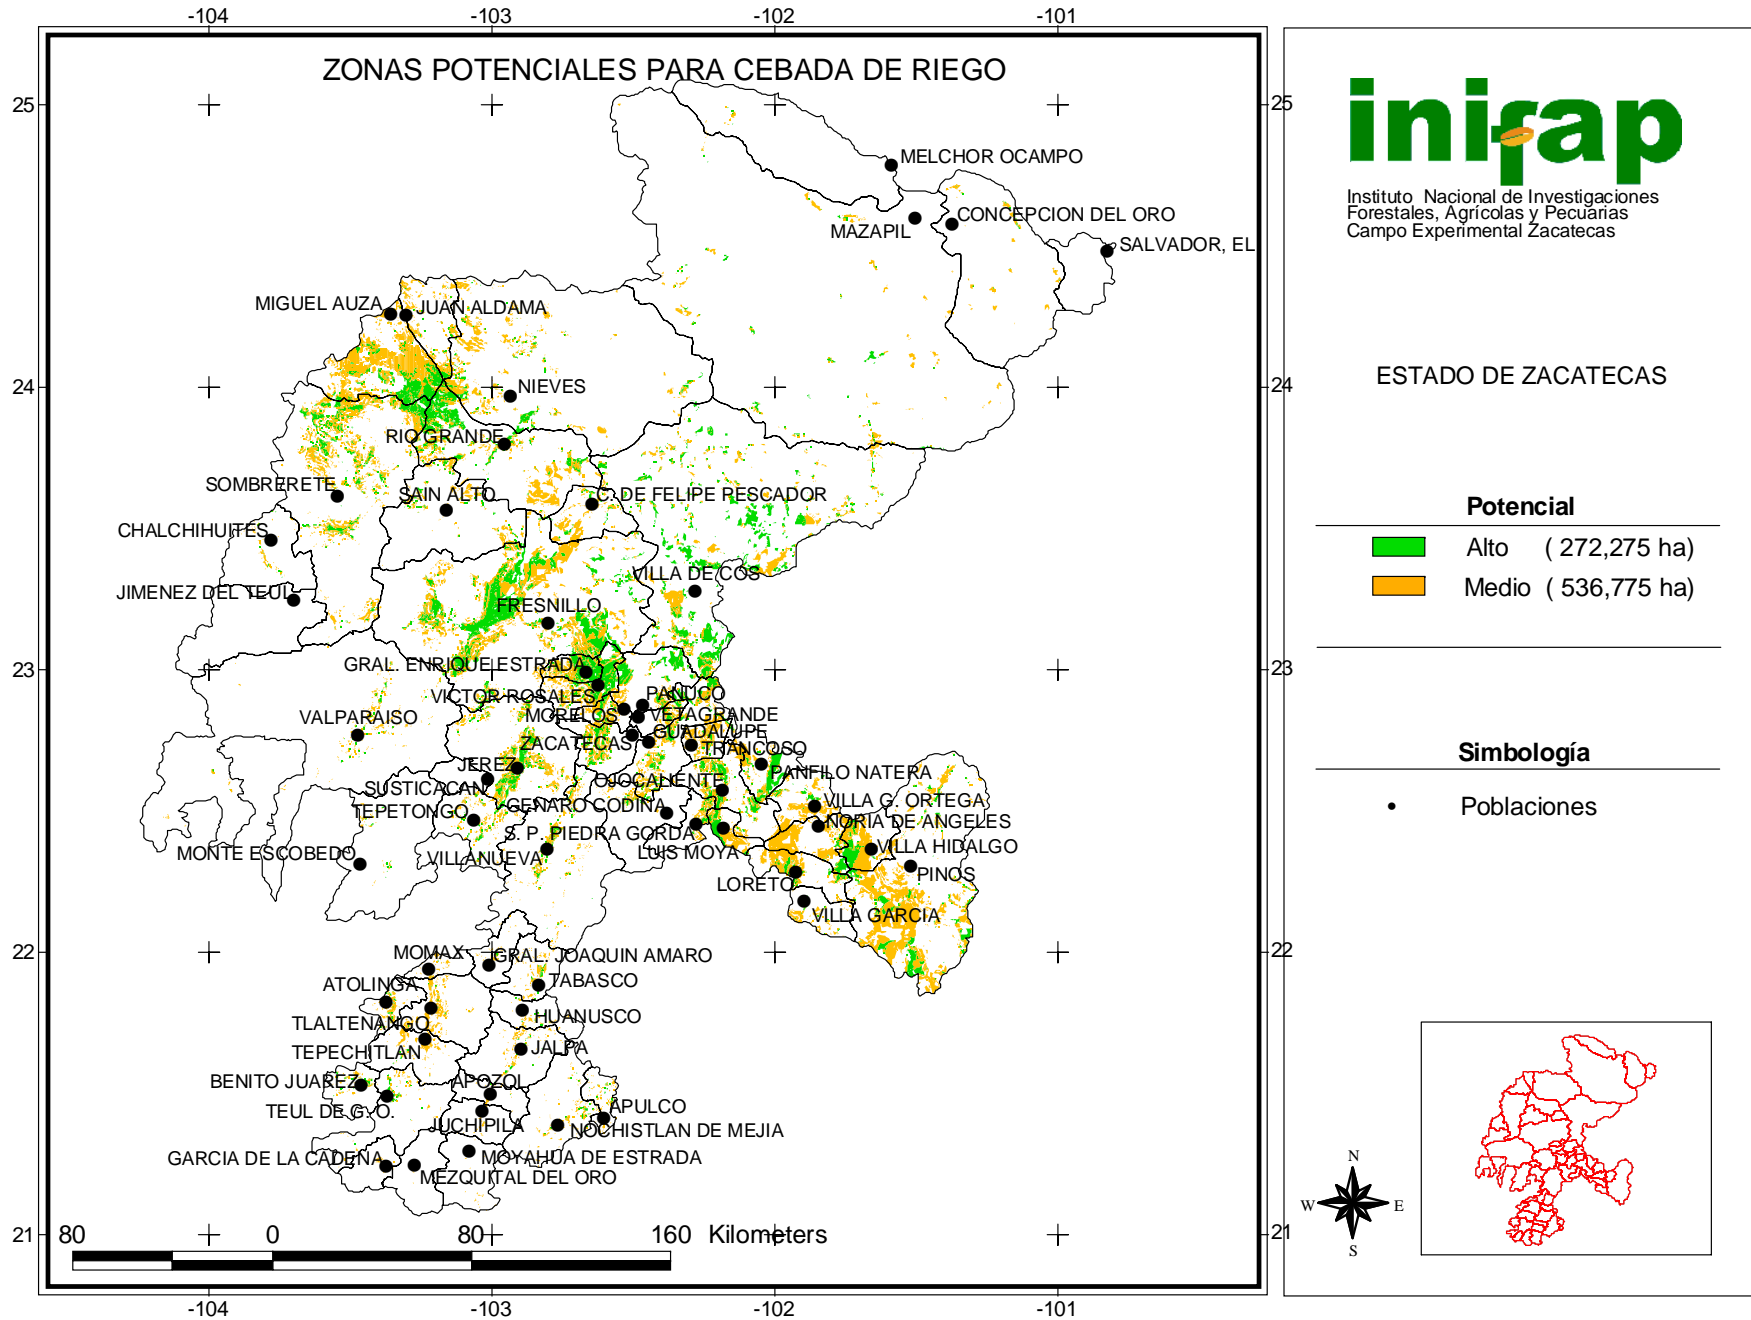 -104
-103
-102
-101
ZONAS POTENCIALES PARA CEBADA DE RIEGO
25
25
MELCHOR OCAMPO
CONCEPCION DEL ORO
MAZAPIL
SALVADOR, EL
MIGUEL AUZA
JUAN ALDAMA
24
24
NIEVES
RIO GRANDE
SOMBRERETE
SAIN ALTO
C. DE FELIPE PESCADOR
CHALCHIHUITES
VILLA DE COS
JIMENEZ DEL TEUL
FRESNILLO
23
23
GRAL. ENRIQUE ESTRADA
VICTOR ROSALES
PANUCO
MORELOS
VETAGRANDE
VALPARAISO
GUADALUPE
ZACATECAS
TRANCOSO
JEREZ
PANFILO NATERA
SUSTICACAN
OJOCALIENTE
TEPETONGO
GENARO CODINA
VILLA G. ORTEGA
NORIA DE ANGELES
S. P. PIEDRA GORDA
MONTE ESCOBEDO
VILLANUEVA
LUIS MOYA
VILLA HIDALGO
PINOS
LORETO
VILLA GARCIA
22
22
MOMAX
GRAL. JOAQUIN AMARO
ATOLINGA
TABASCO
TLALTENANGO
HUANUSCO
TEPECHITLAN
JALPA
BENITO JUAREZ
APOZOL
TEUL DE G. O.
APULCO
JUCHIPILA
NOCHISTLAN DE MEJIA
GARCIA DE LA CADENA
MOYAHUA DE ESTRADA
MEZQUITAL DEL ORO
21
21
80
0
80
160
Kilometers
-104
-103
-102
-101
inifap
Instituto Nacional de Investigaciones
Forestales, Agrícolas y Pecuarias
Campo Experimental Zacatecas
ESTADO DE ZACATECAS
Potencial
Alto ( 272,275 ha)
Medio ( 536,775 ha)
Simbología
Poblaciones
N
W
E
S